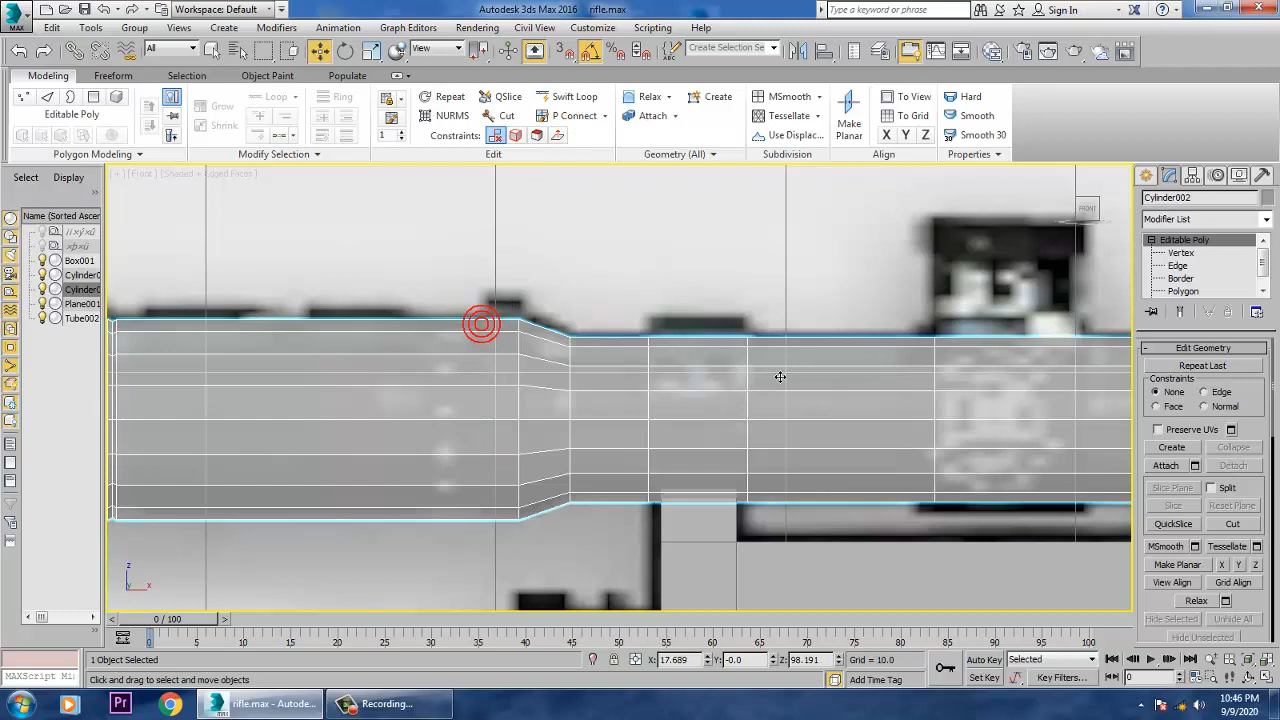 Workspace: Default
Autodesk 3ds Max 2016
rifle.max
Type a keyword or phrase
Sign In
Edit
Tools
Group
Views
Create
Modifiers
Animation
Graph Editors
Rendering
Civil View
Customize
Scripting
Help
All
View
Create Selection Se
Modeling
Freeform
Selection
Object Paint
Populate
Editable Poly
Grow
Shrink
Loop
Ring
Repeat
QSlice
Swift Loop
NURMS
Cut
P Connect
Constraints:
1
Relax
Create
Attach
MSmooth
Tessellate
Use Displac...
Make
Planar
To View
To Grid
X Y Z
Hard
Smooth
Smooth 30
Polygon Modeling
Modify Selection
Edit
Geometry (All)
Subdivision
Align
Properties
Select
Display
Name (Sorted Ascen
Box001
Cylinder0
Cylinder0
Plane001
Tube002
[ + ] [Front ] [Shaded + Edged Faces ]
FRONT
z
x
Cylinder002
Modifier List
Editable Poly
Vertex
Edge
Border
Polygon
Edit Geometry
Repeat Last
Constraints
None
Edge
Face
Normal
Preserve UVs
Create
Collapse
Attach
Detach
Slice Plane
Split
Slice
Reset Plane
QuickSlice
Cut
MSmooth
Tessellate
Make Planar
X Y Z
View Align
Grid Align
Relax
Hide Selected
Unhide All
Hide Unselected
0 / 100
0 5 10 15 20 25 30 35 40 45 50 55 60 65 70 75 80 85 90 95 100
1 Object Selected
X: 17.689
Y: -0.0
Z: 98.191
Grid = 10.0
Auto Key
Selected
MAXScript Mi
Click and drag to select and move objects
Add Time Tag
Set Key
Key Filters...
0
rifle.max - Autode...
Recording...
10:46 PM
9/9/2020